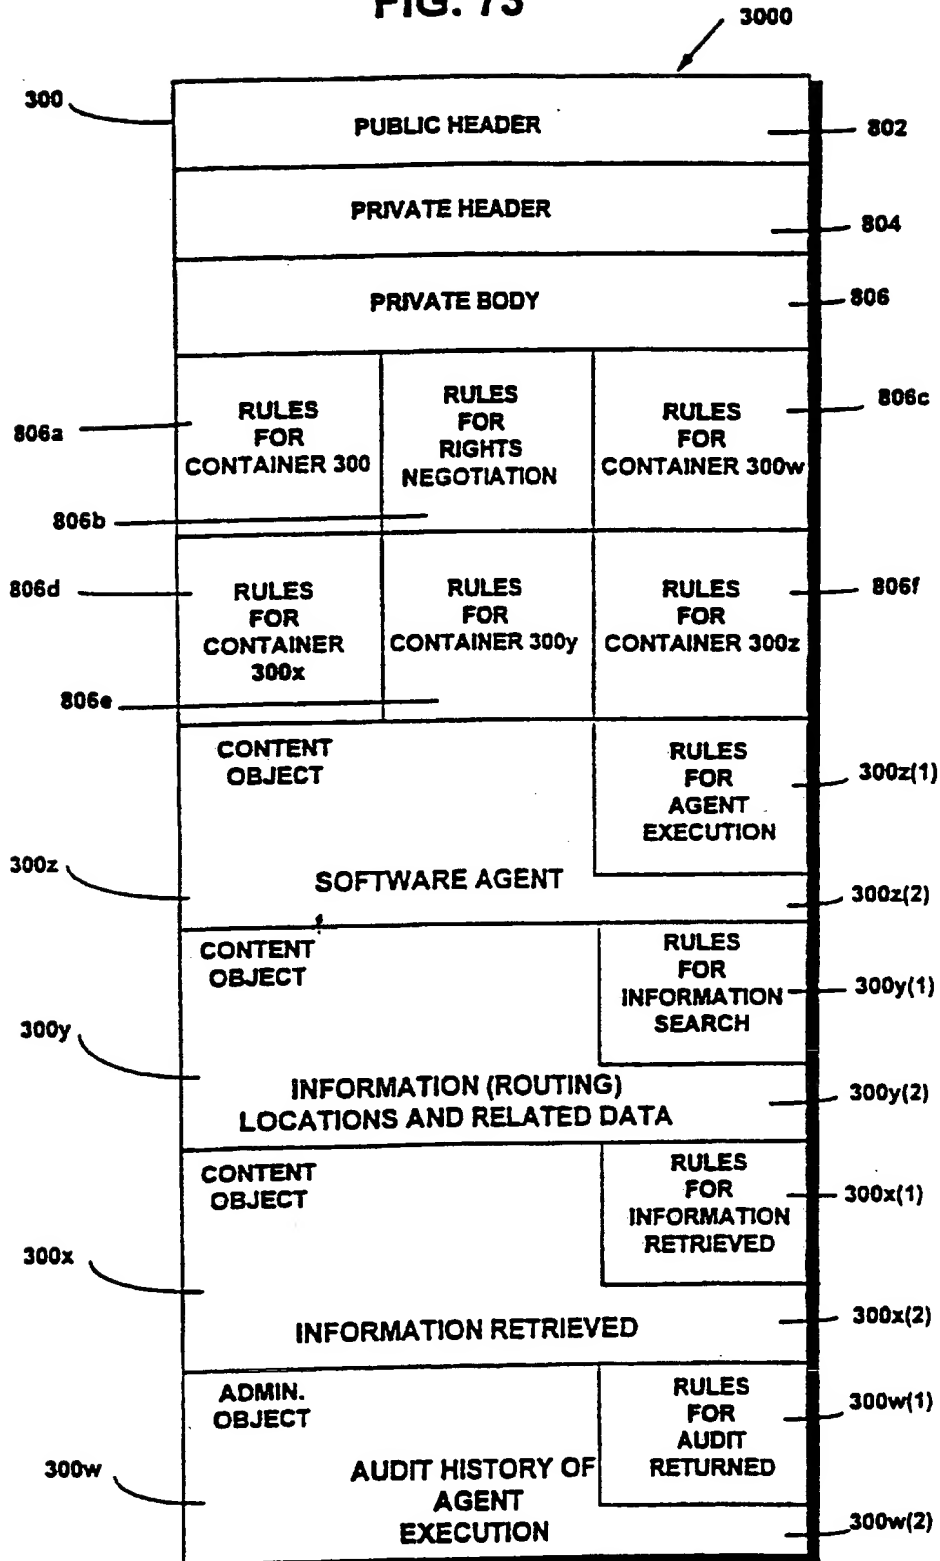 FIG. 73
3000
300
PUBLIC HEADER
802
PRIVATE HEADER
804
PRIVATE BODY
806
806a
RULES
FOR
CONTAINER 300
806b
RULES
FOR
RIGHTS
NEGOTIATION
RULES
FOR
CONTAINER 300w
806c
806d
RULES
FOR
CONTAINER
300x
806e
RULES
FOR
CONTAINER 300y
RULES
FOR
CONTAINER 300z
806f
CONTENT
OBJECT
RULES
FOR
AGENT
EXECUTION
300z(1)
300z
SOFTWARE AGENT
300z(2)
CONTENT
OBJECT
RULES
FOR
INFORMATION
SEARCH
300y(1)
300y
INFORMATION (ROUTING)
LOCATIONS AND RELATED DATA
300y(2)
CONTENT
OBJECT
RULES
FOR
INFORMATION
RETRIEVED
300x(1)
300x
INFORMATION RETRIEVED
300x(2)
ADMIN.
OBJECT
RULES
FOR
AUDIT
RETURNED
300w(1)
300w
AUDIT HISTORY OF
AGENT
EXECUTION
300w(2)